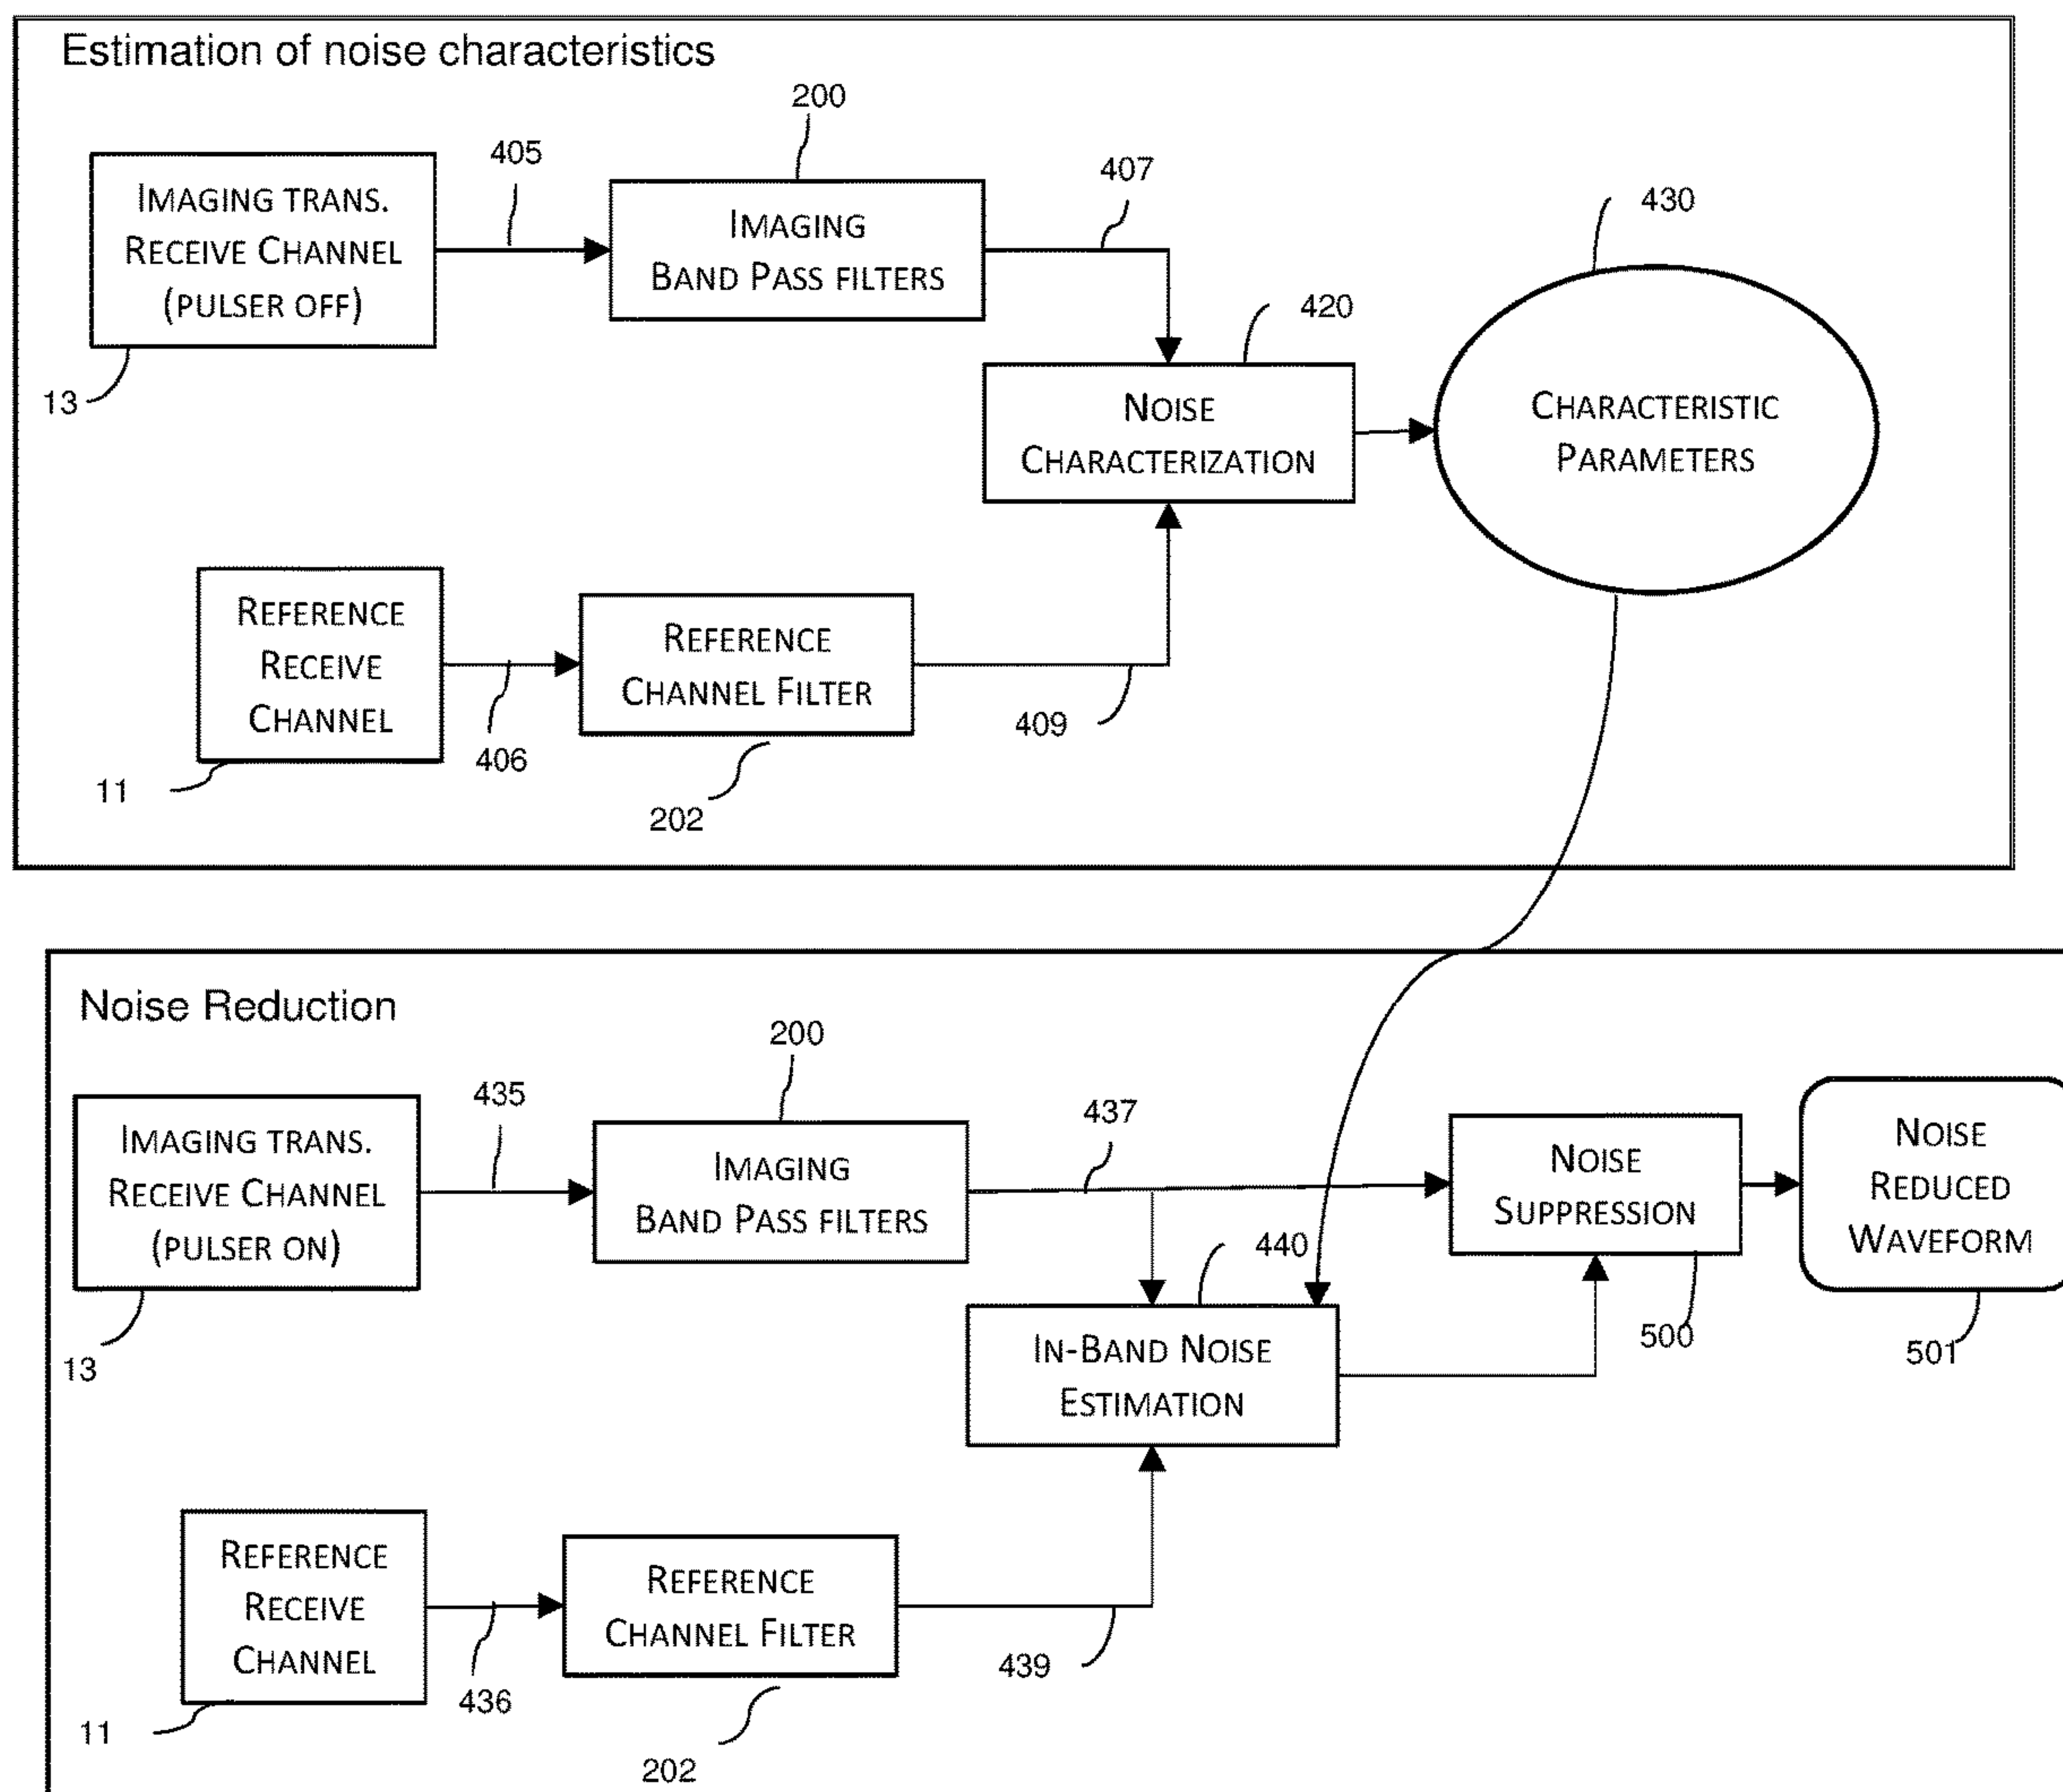 Estimation of noise characteristics
200
405
407
430
IMAGING TRANS.
RECEIVE CHANNEL
(PULSER OFF)
IMAGING
BAND PASS FILTERS
420
13
NOISE
CHARACTERIZATION
CHARACTERISTIC
PARAMETERS
REFERENCE
RECEIVE
CHANNEL
REFERENCE
CHANNEL FILTER
409
406
11
202
Noise Reduction
200
435
437
IMAGING TRANS.
RECEIVE CHANNEL
(PULSER ON)
IMAGING
BAND PASS FILTERS
NOISE
SUPPRESSION
NOISE
REDUCED
WAVEFORM
440
500
501
13
IN-BAND NOISE
ESTIMATION
REFERENCE
RECEIVE
CHANNEL
REFERENCE
CHANNEL FILTER
439
436
11
202